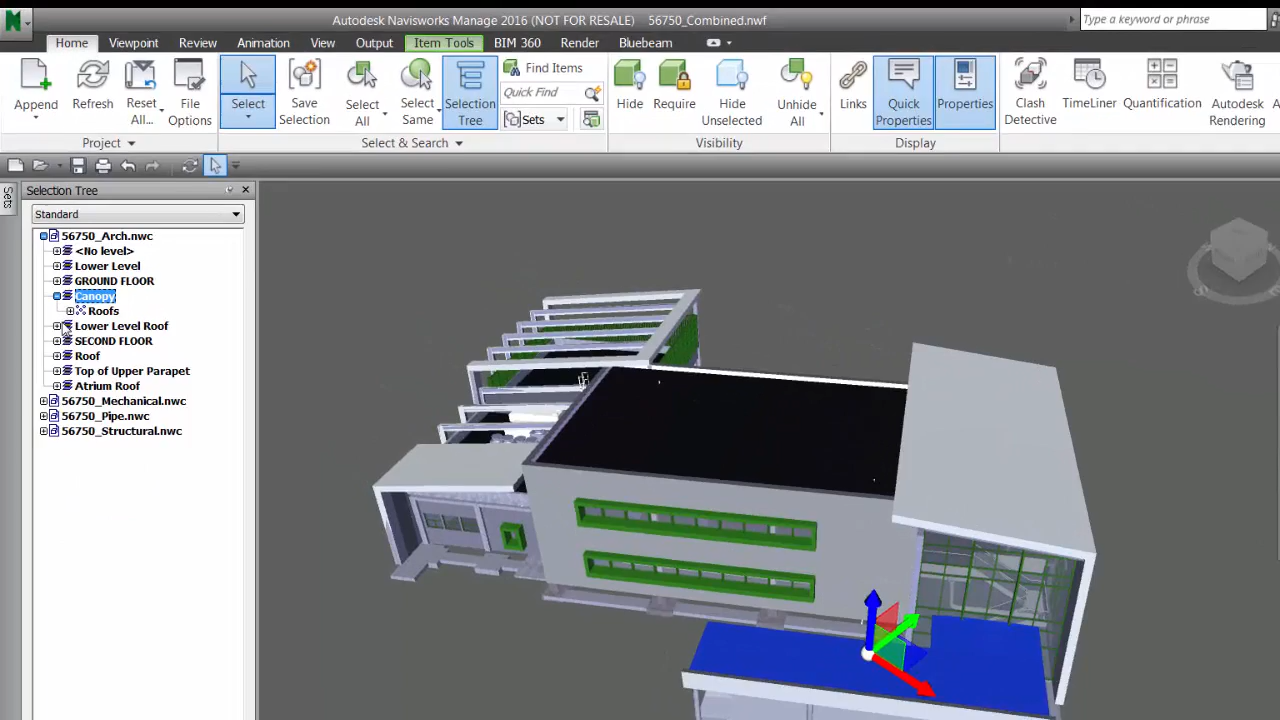 Autodesk Navisworks Manage 2016 (NOT FOR RESALE) 56750_Combined.nwf
Type a keyword or phrase
Home Viewpoint Review Animation View Output Item Tools BIM 360 Render Bluebeam
Append
Refresh
Reset All...
File Options
Select
Save Selection
Select All
Select Same
Selection Tree
Find Items
Quick Find
Sets
Hide
Require
Hide Unselected
Unhide All
Links
Quick Properties
Properties
Clash Detective
TimeLiner
Quantification
Autodesk Rendering
Project
Select & Search
Visibility
Display
Tools
Sets
Selection Tree
Standard
56750_Arch.nwc
<No level>
Lower Level
GROUND FLOOR
Canopy
Roofs
Lower Level Roof
SECOND FLOOR
Roof
Top of Upper Parapet
Atrium Roof
56750_Mechanical.nwc
56750_Pipe.nwc
56750_Structural.nwc